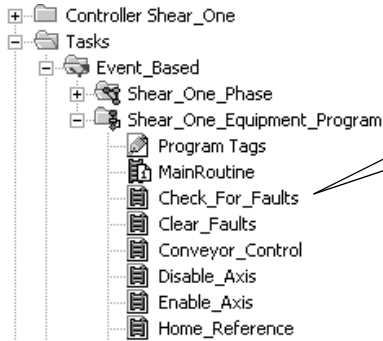 Controller Shear_One
Tasks
Event_Based
Shear_One_Phase
Shear_One_Equipment_Program
Program Tags
MainRoutine
Check_For_Faults
Clear_Faults
Conveyor_Control
Disable_Axis
Enable_Axis
Home_Reference